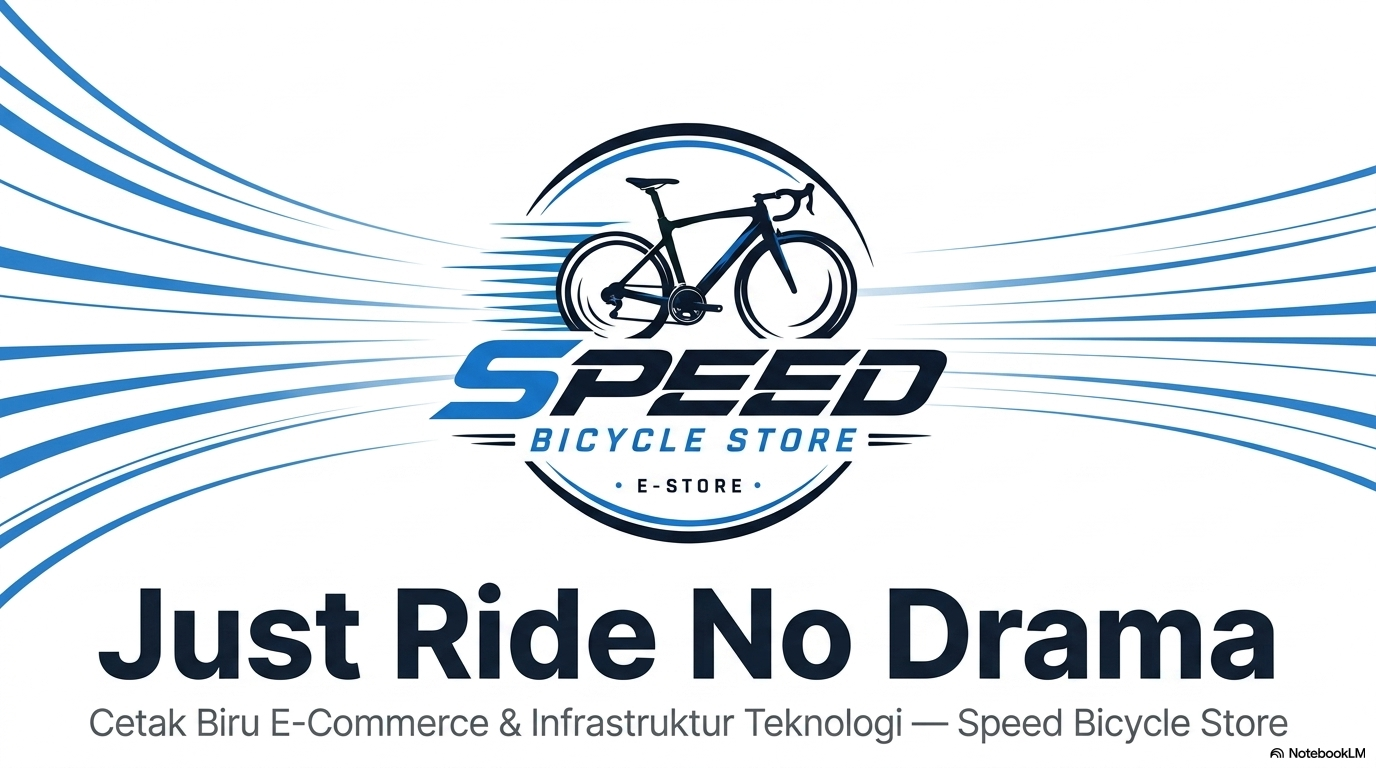 SPEED
BICYCLE STORE
• E-STORE •
Just Ride No Drama
Cetak Biru E-Commerce & Infrastruktur Teknologi — Speed Bicycle Store
NotebookLM